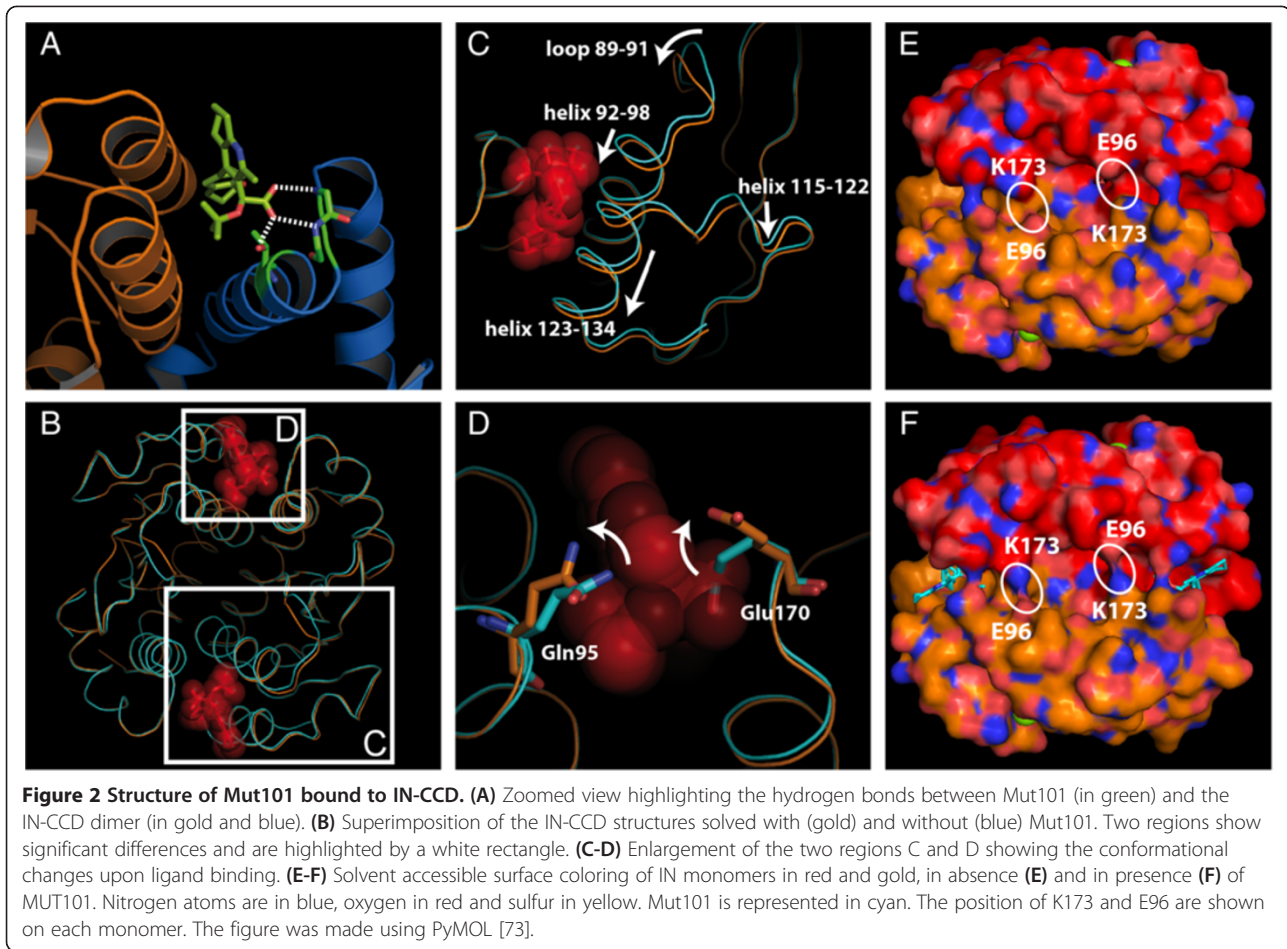 A
C
loop 89-91
helix 92-98
helix 115-122
helix 123-134
E
K173
E96
E96
K173
B
D
C
D
Gln95
Glu170
F
K173
E96
E96
K173
Figure 2 Structure of Mut101 bound to IN-CCD. (A) Zoomed view highlighting the hydrogen bonds between Mut101 (in green) and the
IN-CCD dimer (in gold and blue). (B) Superimposition of the IN-CCD structures solved with (gold) and without (blue) Mut101. Two regions show
significant differences and are highlighted by a white rectangle. (C-D) Enlargement of the two regions C and D showing the conformational
changes upon ligand binding. (E-F) Solvent accessible surface coloring of IN monomers in red and gold, in absence (E) and in presence (F) of
MUT101. Nitrogen atoms are in blue, oxygen in red and sulfur in yellow. Mut101 is represented in cyan. The position of K173 and E96 are shown
on each monomer. The figure was made using PyMOL [73].